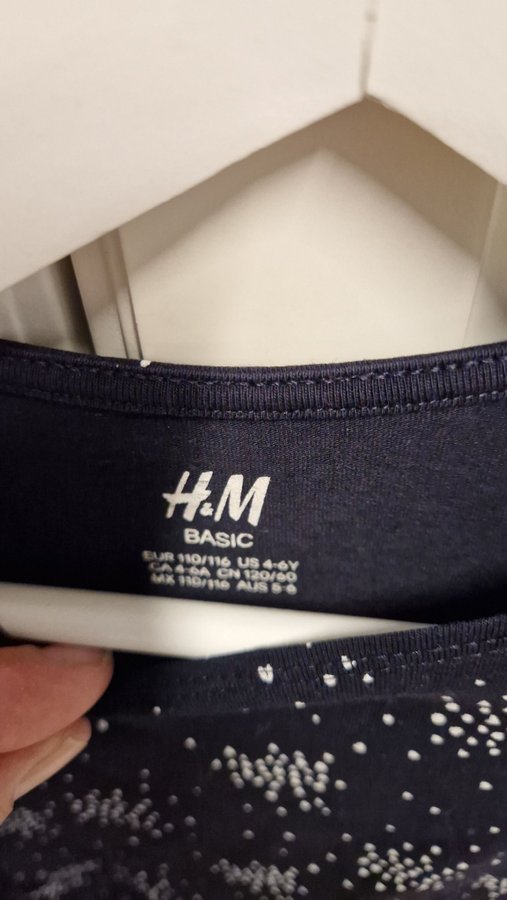 H&M
BASIC
EUR 110/116 US 4-6Y
CA 4-6A CN 120/60
MX 110/116 AUS 5-6